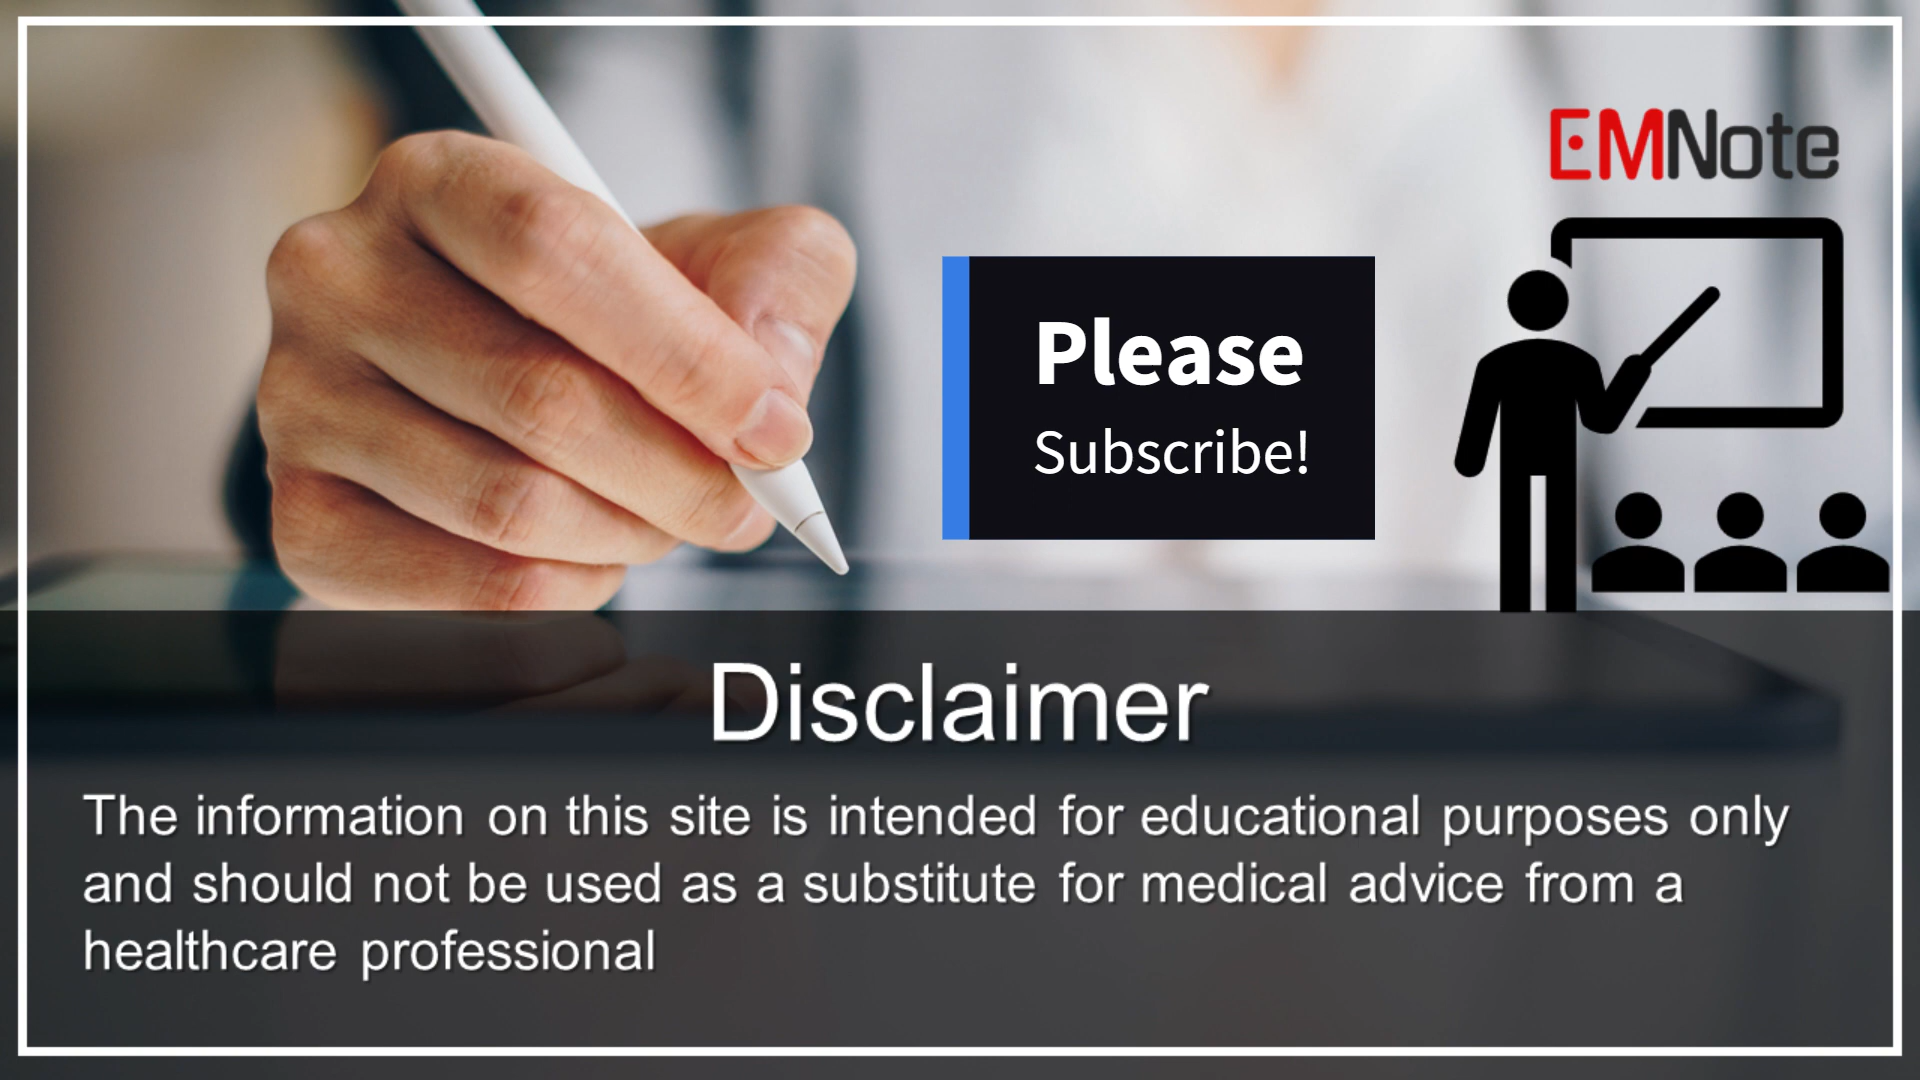 EMNote
Please
Subscribe!
Disclaimer
The information on this site is intended for educational purposes only
and should not be used as a substitute for medical advice from a
healthcare professional